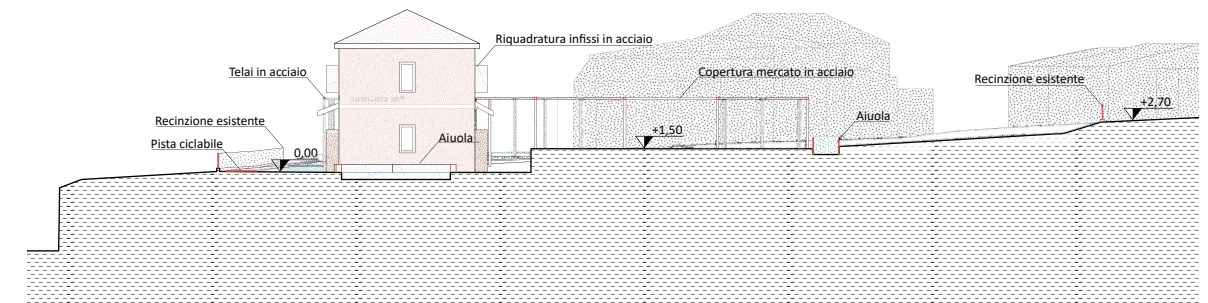 Riquadratura infissi in acciaio
Telai in acciaio
Copertura mercato in acciaio
Recinzione esistente
Recinzione esistente
Aiuola
+2,70
+1,50
Aiuola
Pista ciclabile
0,00